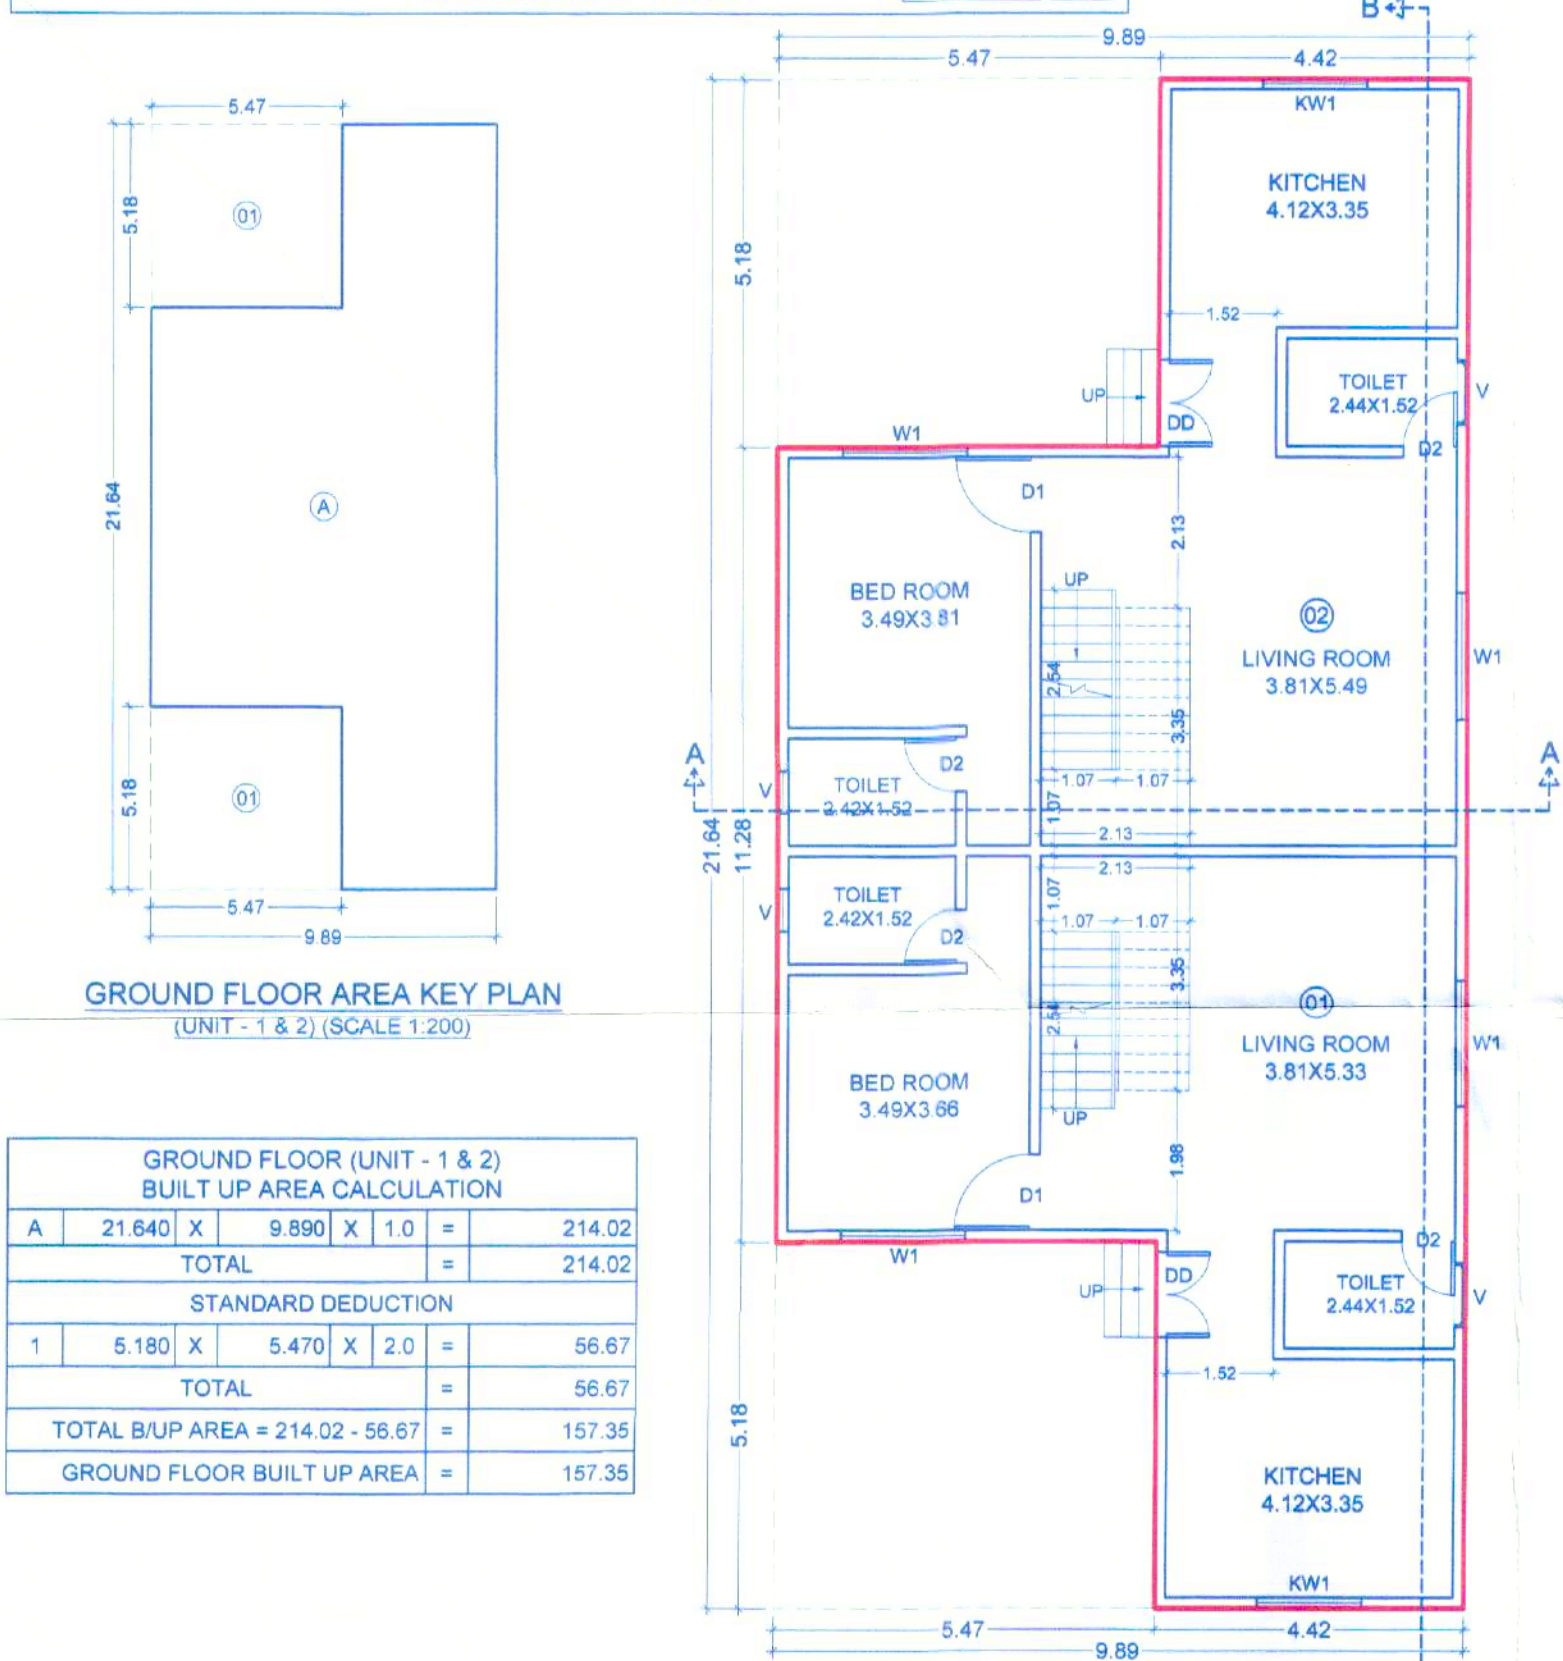 B
9.89
5.47
4.42
5.47
5.18
01
21.64
A
5.18
01
5.47
9.89
GROUND FLOOR AREA KEY PLAN
(UNIT - 1 & 2) (SCALE 1:200)
GROUND FLOOR (UNIT - 1 & 2)
BUILT UP AREA CALCULATION
A 21.640 X 9.890 X 1.0 = 214.02
TOTAL = 214.02
STANDARD DEDUCTION
1 5.180 X 5.470 X 2.0 = 56.67
TOTAL = 56.67
TOTAL B/UP AREA = 214.02 - 56.67 = 157.35
GROUND FLOOR BUILT UP AREA = 157.35
KW1
KITCHEN
4.12X3.35
5.18
1.52
TOILET
2.44X1.52
V
UP
DD
D2
W1
D1
2.13
BED ROOM
3.49X3.81
UP
02
LIVING ROOM
3.81X5.49
W1
2.54
3.35
A
A
D2
V
TOILET
2.42X1.52
1.07
1.07
1.07
2.13
21.64
11.28
2.13
TOILET
2.42X1.52
V
D2
1.07
1.07
1.07
3.35
2.54
01
LIVING ROOM
3.81X5.33
W1
BED ROOM
3.49X3.66
UP
1.98
D1
W1
D2
DD
UP
TOILET
2.44X1.52
V
1.52
5.18
KITCHEN
4.12X3.35
KW1
5.47
4.42
9.89